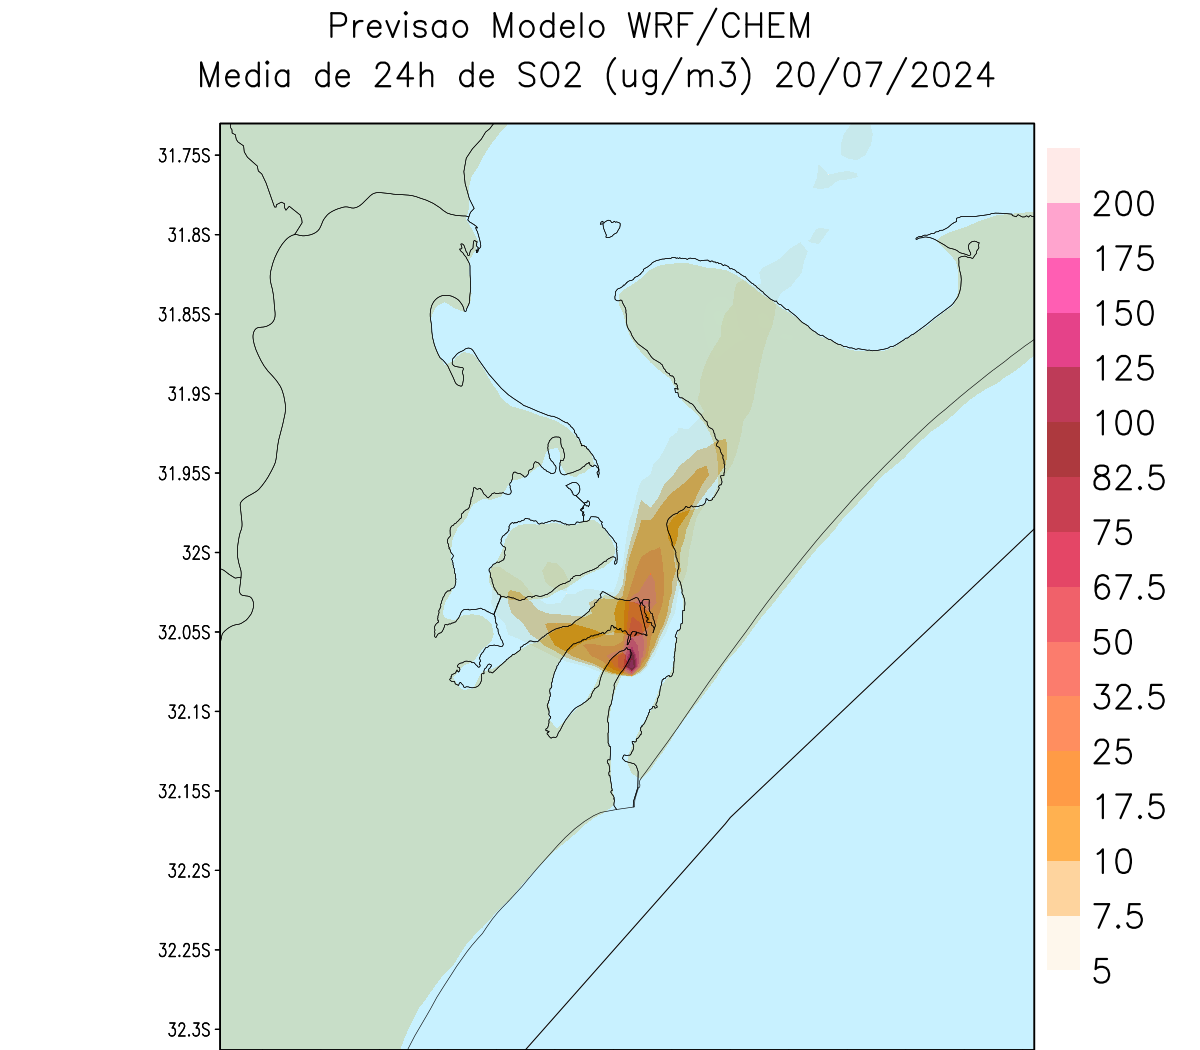 Previsao Modelo WRF/CHEM
Media de 24h de SO2 (ug/m3) 20/07/2024
31.75S
31.8S
31.85S
31.9S
31.95S
32S
32.05S
32.1S
32.15S
32.2S
32.25S
32.3S
200
175
150
125
100
82.5
75
67.5
50
32.5
25
17.5
10
7.5
5